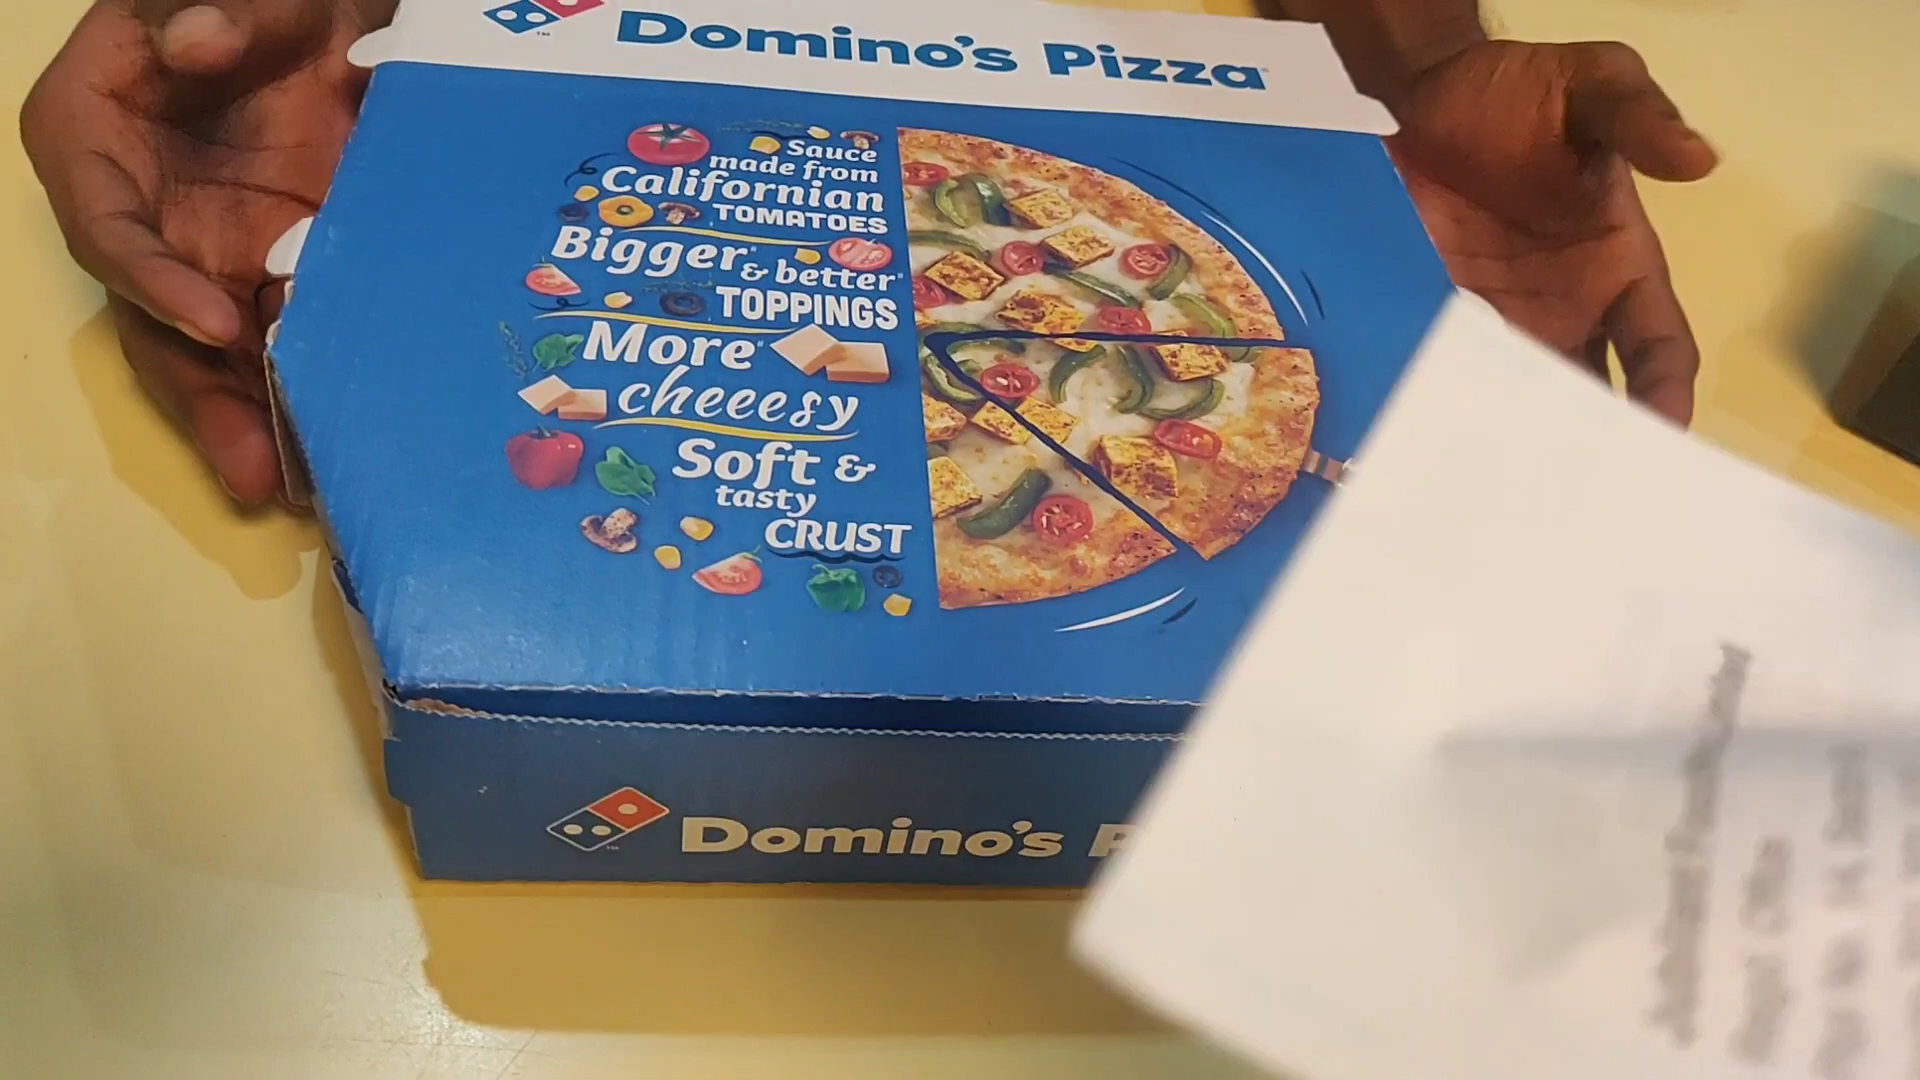 Domino's Pizza
Sauce
made from
Californian
TOMATOES
Bigger"
& better"
TOPPINGS
More"
cheeesy
Soft &
tasty
CRUST
Domino's